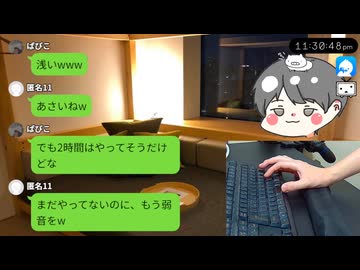 11:30:48pm
ぱぴこ
浅いwww
匿名11
あさいねw
ぱぴこ
でも2時間はやってそうだけ
どな
匿名11
まだやってないのに、もう弱
音をw